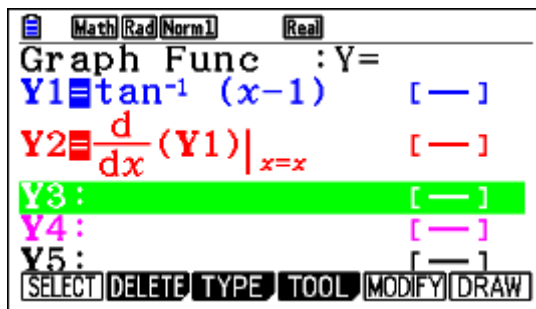 Math Rad Norm1 Real
Graph Func :Y=
Y1=tan⁻¹ (x−1) [—]
Y2=d/dx(Y1)|x=x [—]
Y3: [—]
Y4: [—]
Y5: [—]
SELECT DELETE TYPE TOOL MODIFY DRAW